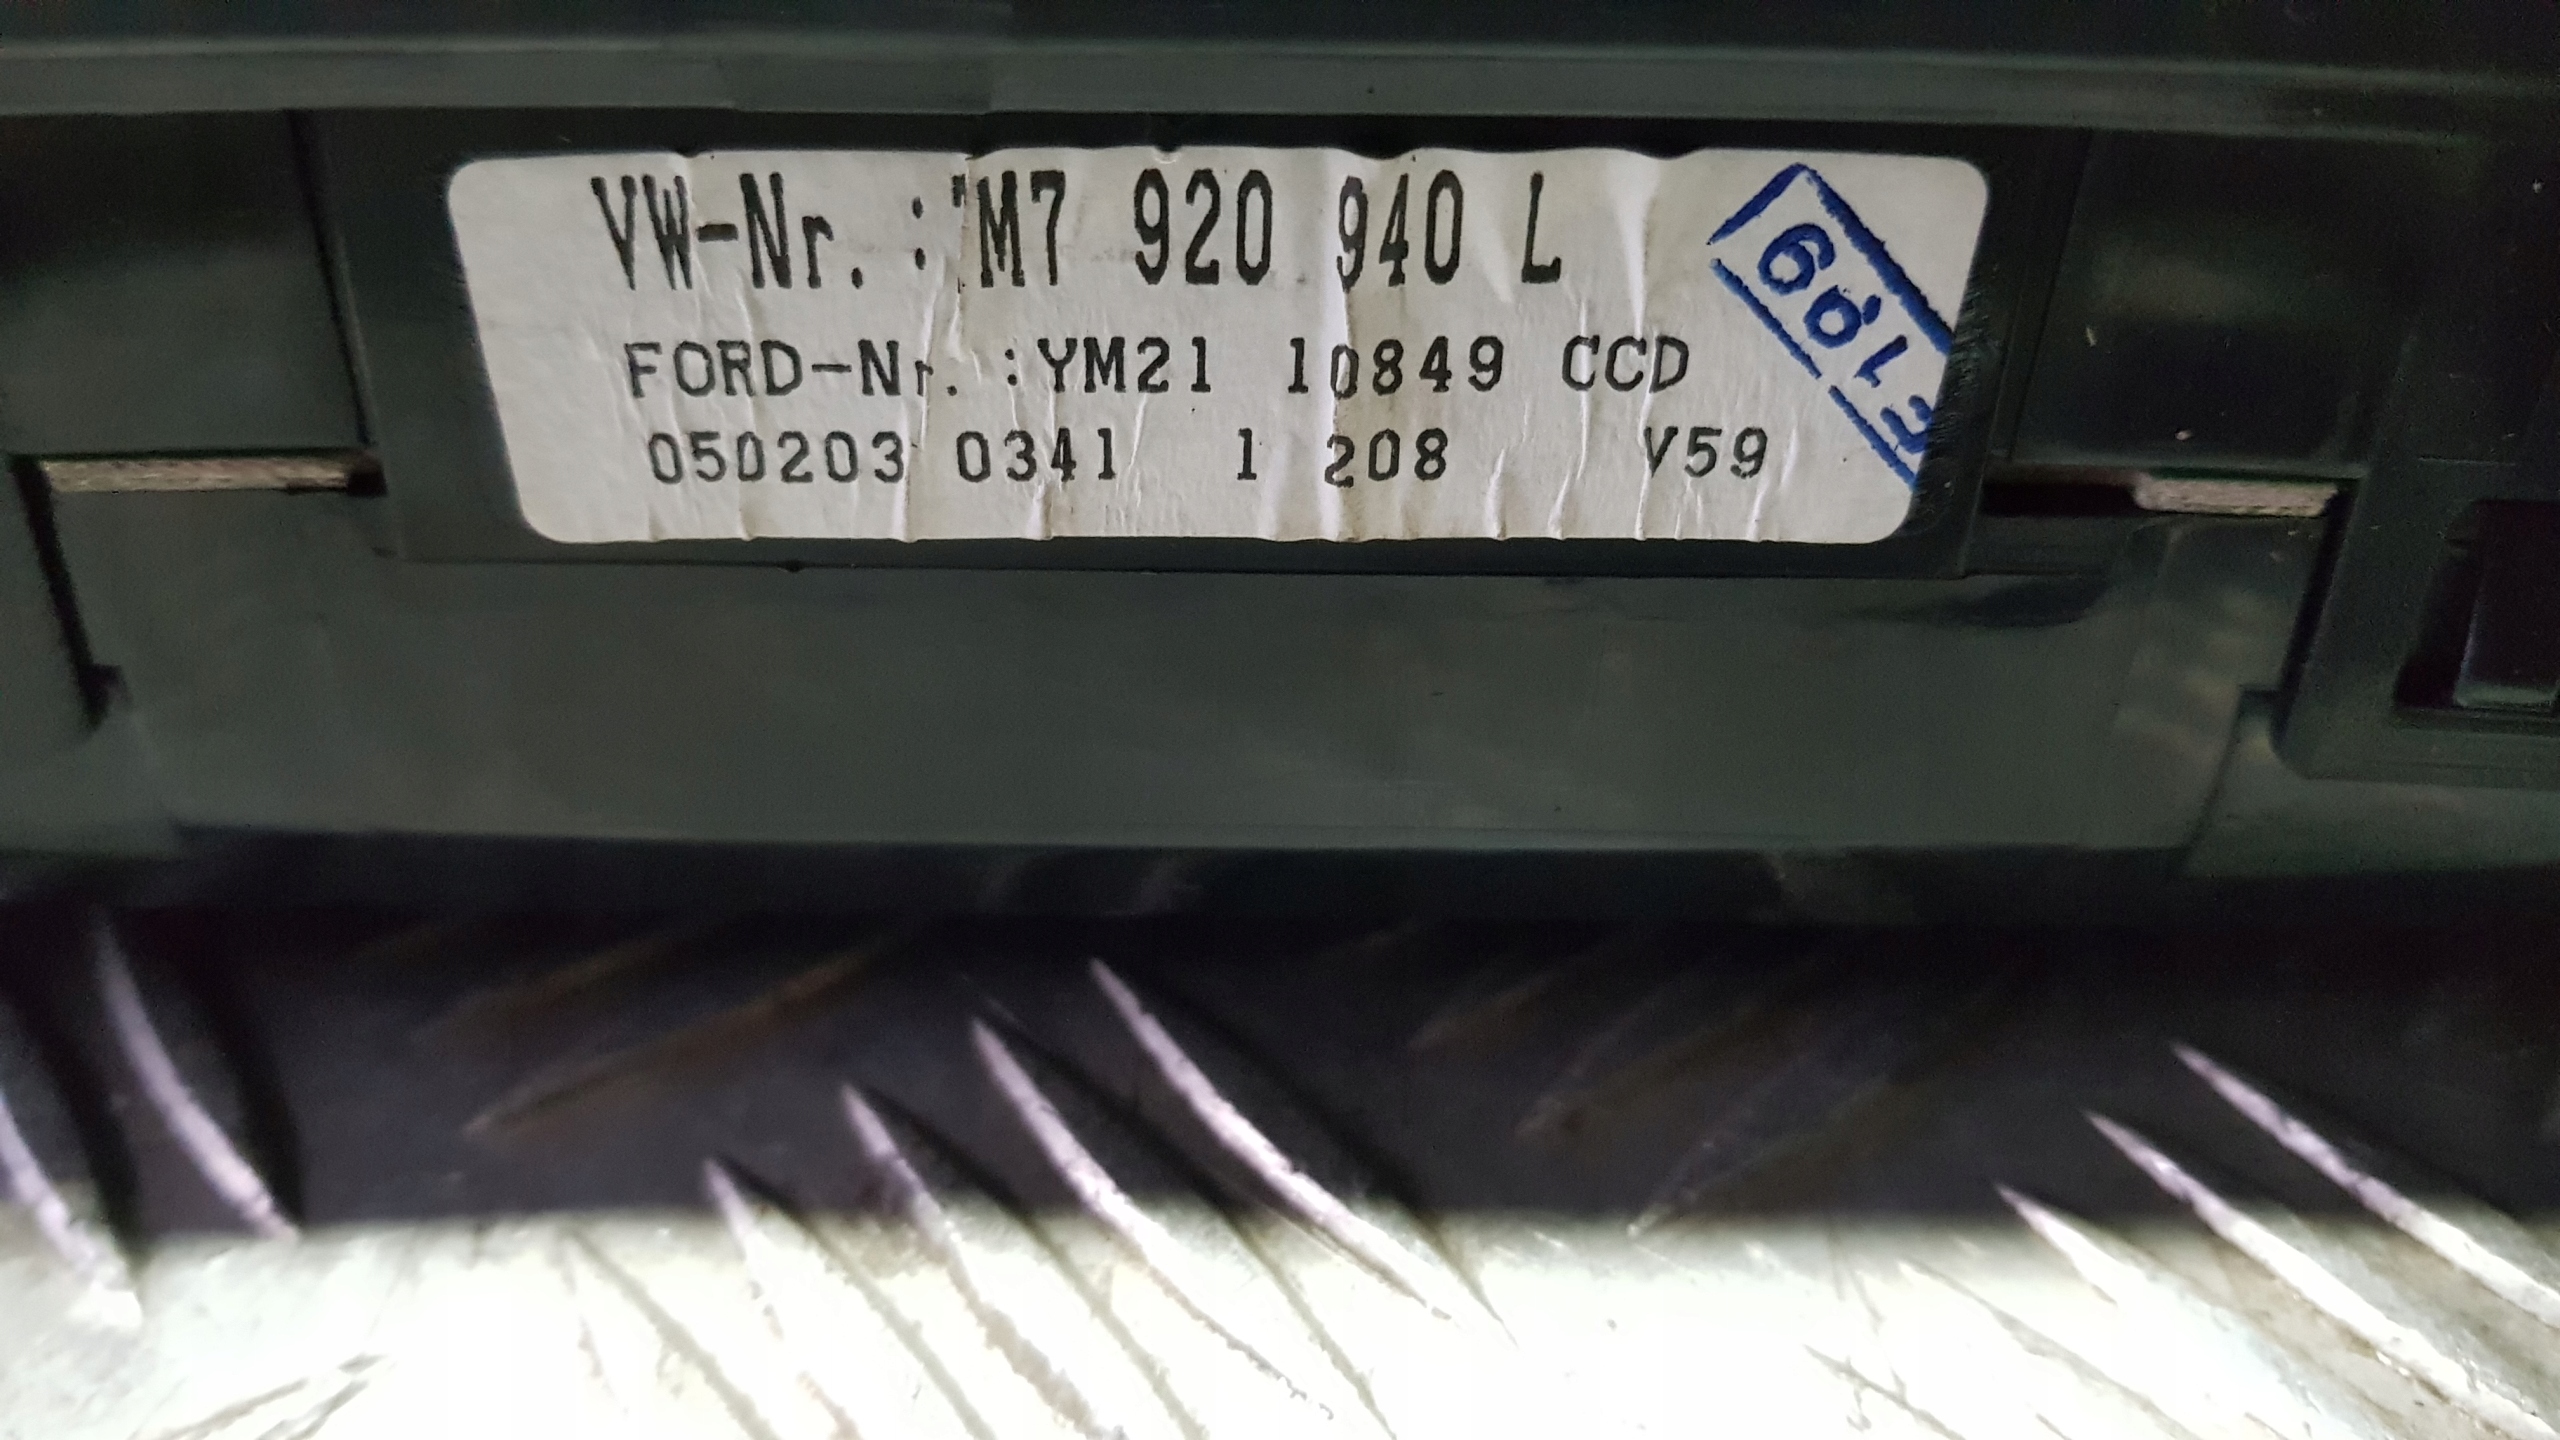 VW-Nr. : 7M7 920 940 L
FORD-Nr. :YM21 10849 CCD
050203 0341 1 208 V59